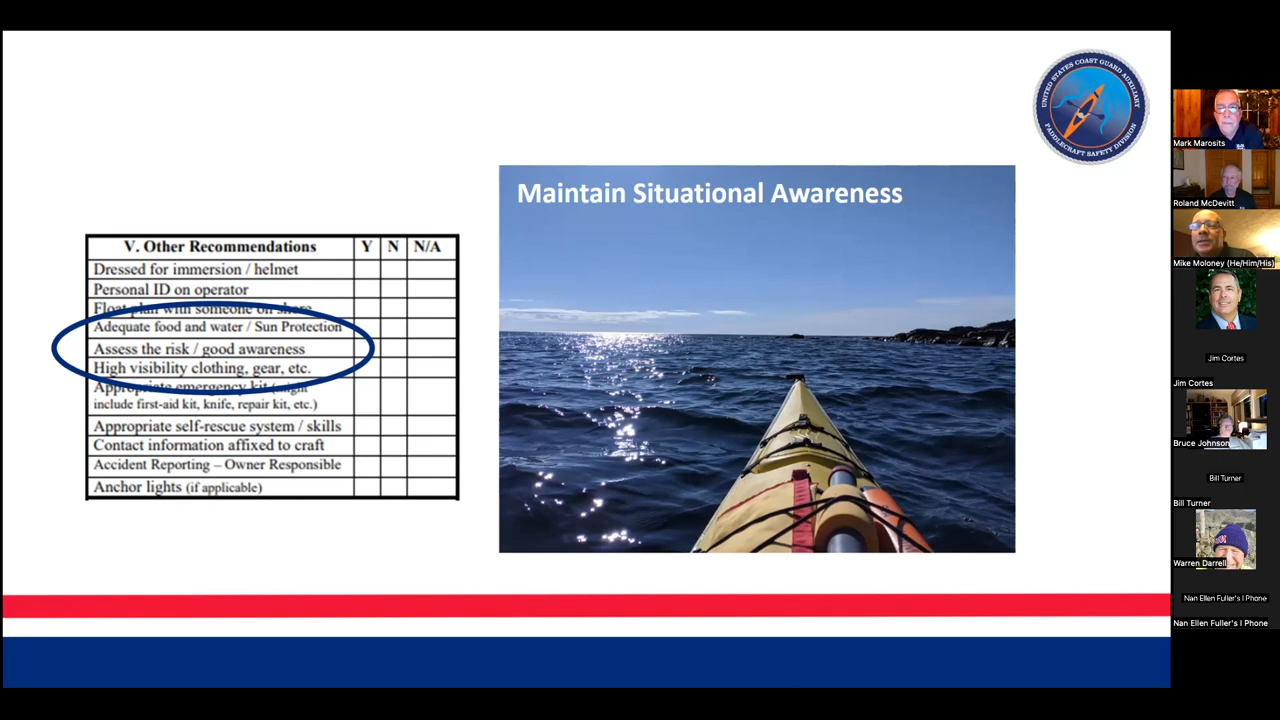 UNITED STATES COAST GUARD AUXILIARY
PADDLECRAFT SAFETY DIVISION
Maintain Situational Awareness
V. Other Recommendations Y N N/A
Dressed for immersion / helmet
Personal ID on operator
Float plan with someone on shore
Adequate food and water / Sun Protection
Assess the risk / good awareness
High visibility clothing, gear, etc.
Appropriate emergency kit (might
include first-aid kit, knife, repair kit, etc.)
Appropriate self-rescue system / skills
Contact information affixed to craft
Accident Reporting – Owner Responsible
Anchor lights (if applicable)
Mark Marosits
Roland McDevitt
Mike Moloney (He/Him/His)
Jim Cortes
Jim Cortes
Bruce Johnson
Bill Turner
Bill Turner
Warren Darrell
Nan Ellen Fuller's I Phone
Nan Ellen Fuller's I Phone